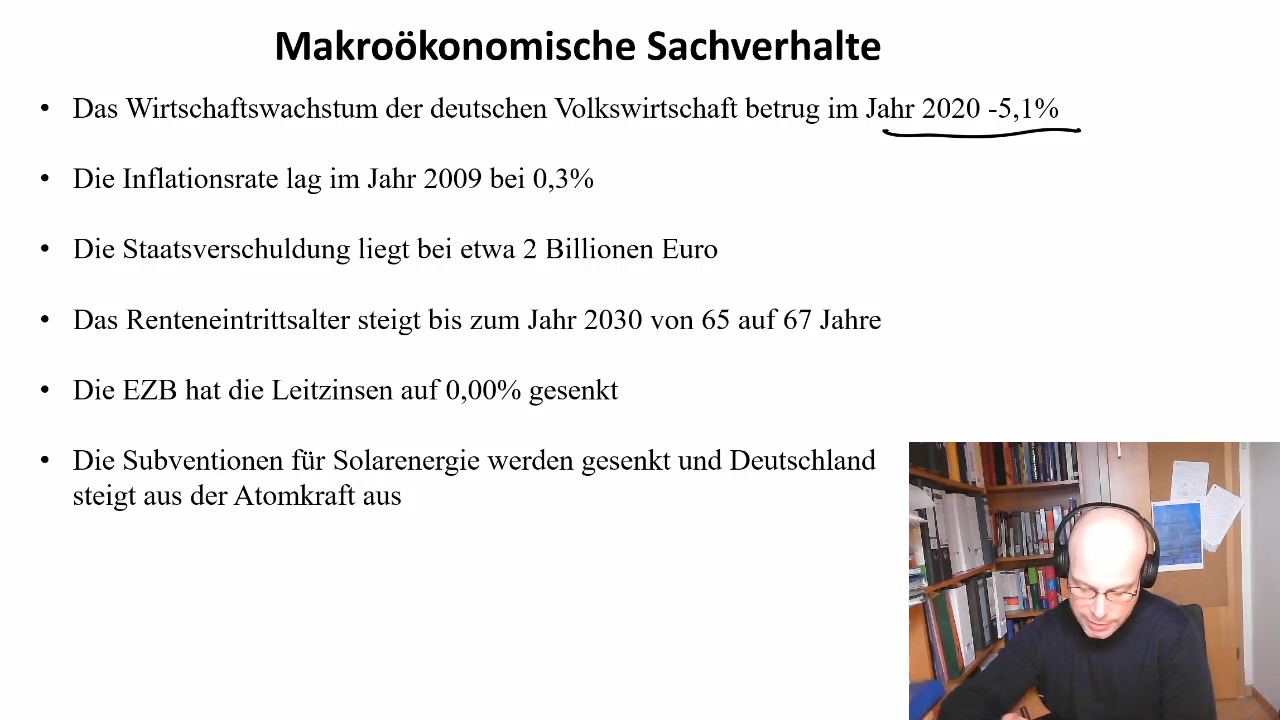 Makroökonomische Sachverhalte
• Das Wirtschaftswachstum der deutschen Volkswirtschaft betrug im Jahr 2020 -5,1%
• Die Inflationsrate lag im Jahr 2009 bei 0,3%
• Die Staatsverschuldung liegt bei etwa 2 Billionen Euro
• Das Renteneintrittsalter steigt bis zum Jahr 2030 von 65 auf 67 Jahre
• Die EZB hat die Leitzinsen auf 0,00% gesenkt
• Die Subventionen für Solarenergie werden gesenkt und Deutschland
steigt aus der Atomkraft aus